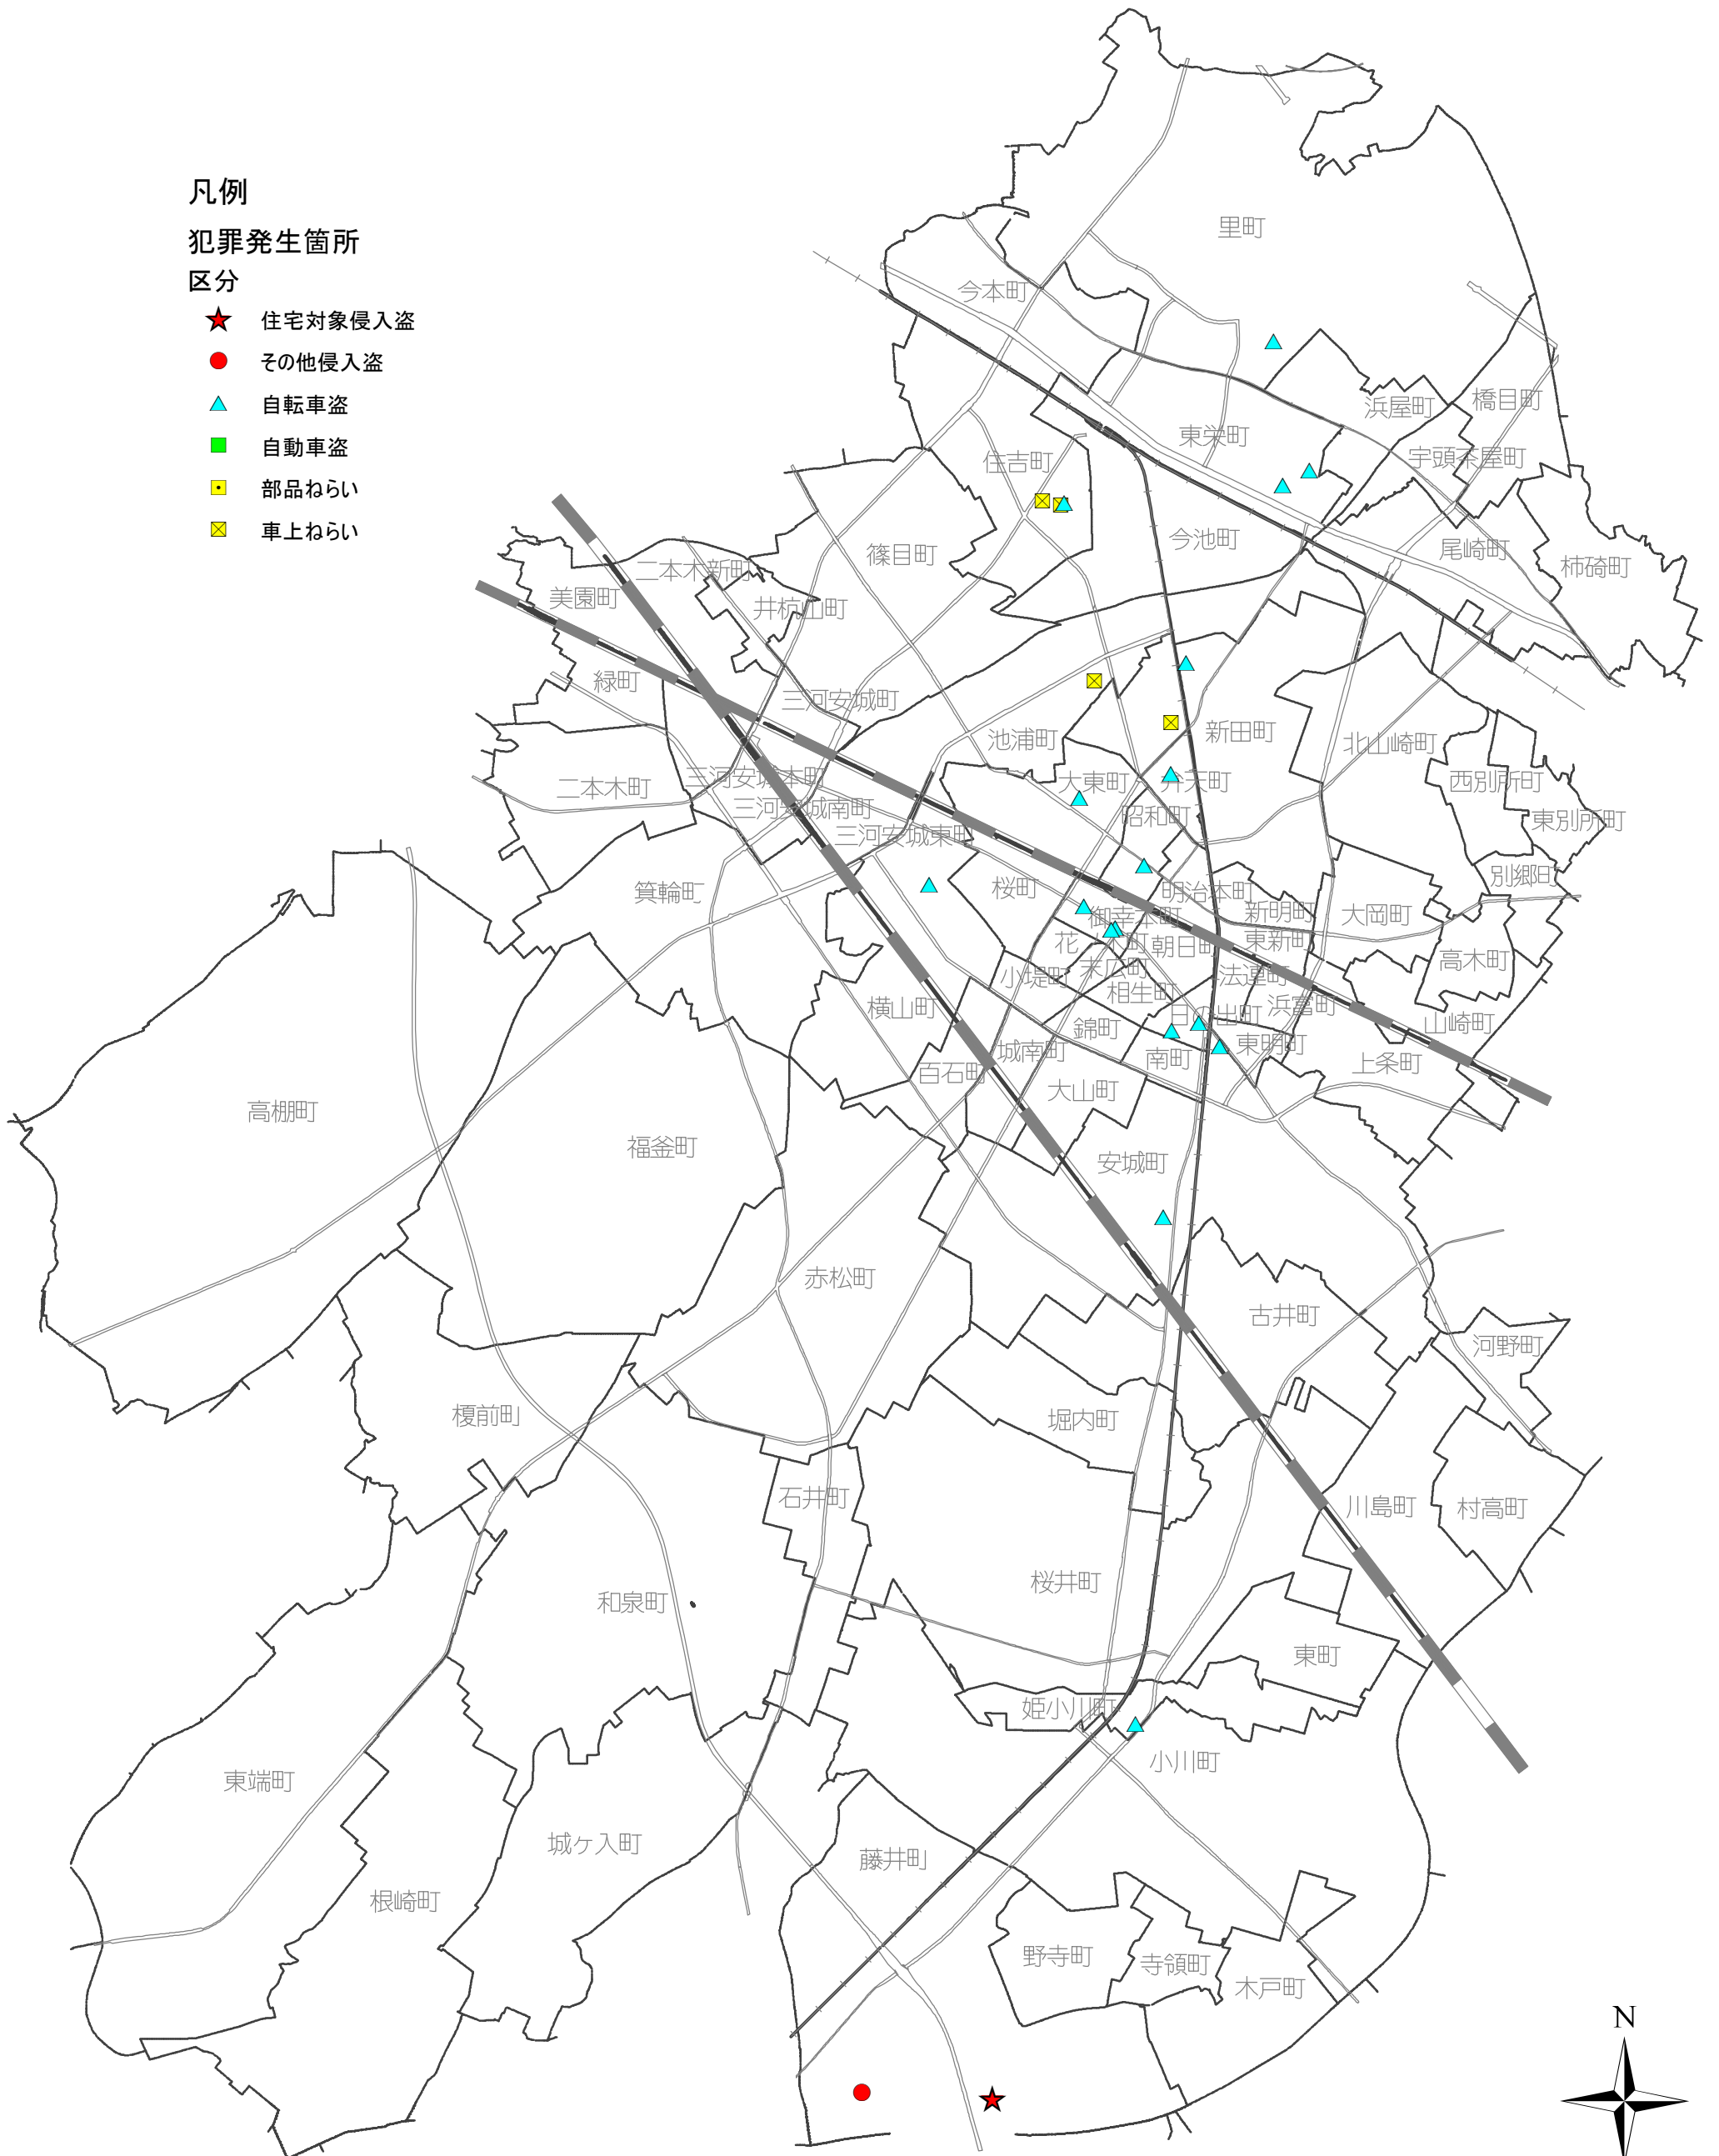 凡例
犯罪発生箇所
区分
住宅対象侵入盗
その他侵入盗
自転車盗
自動車盗
部品ねらい
車上ねらい
里町
今本町
浜屋町
橋目町
東栄町
宇頭茶屋町
住吉町
今池町
尾崎町
柿碕町
篠目町
二本木新町
美園町
井杭山町
緑町
三河安城町
池浦町
新田町
北山崎町
二本木町
三河安城本町
大東町
弁天町
西別所町
三河安城南町
昭和町
東別所町
三河安城東町
箕輪町
桜町
明治本町
別郷町
御幸本町
新明町
大岡町
花ノ木町
朝日町
東新町
高木町
小堤町
末広町
法連町
相生町
横山町
日の出町
浜富町
山崎町
錦町
城南町
南町
東明町
上条町
百石町
大山町
高棚町
福釜町
安城町
赤松町
古井町
河野町
榎前町
堀内町
石井町
川島町
村高町
和泉町
桜井町
東町
姫小川町
小川町
東端町
城ヶ入町
藤井町
根崎町
野寺町
寺領町
木戸町
N